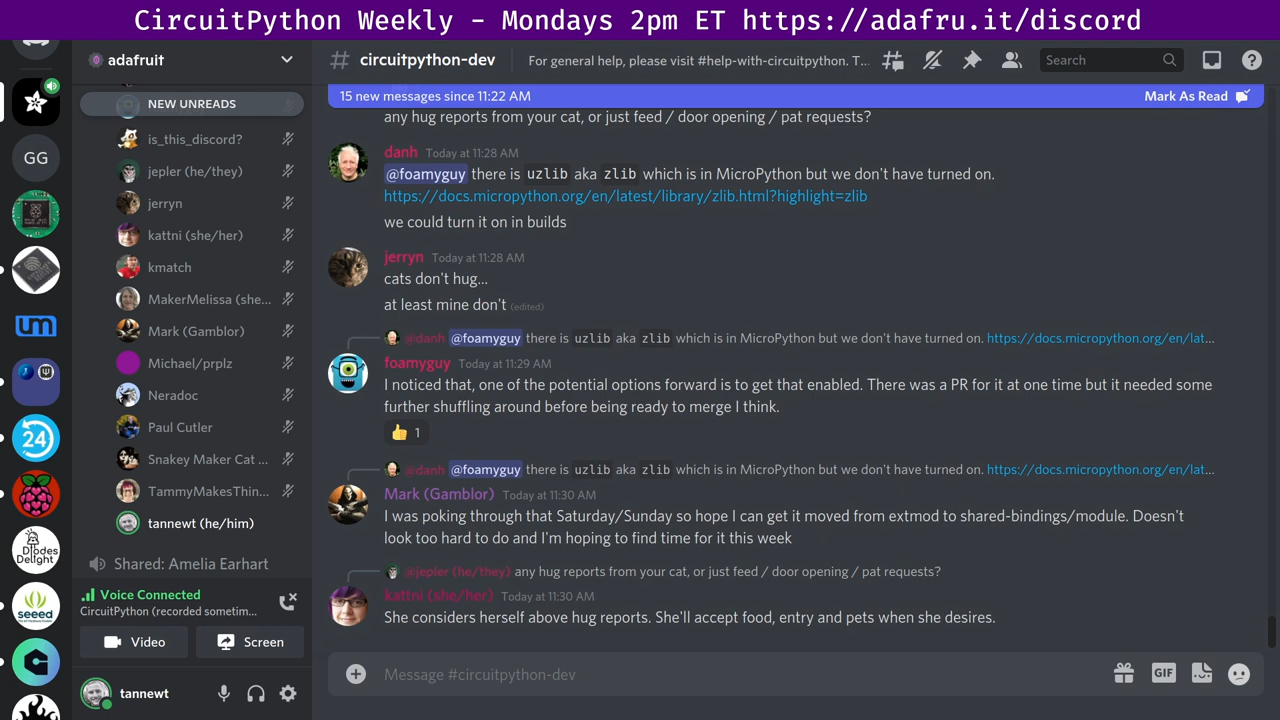 CircuitPython Weekly - Mondays 2pm ET https://adafru.it/discord
adafruit
NEW UNREADS
is_this_discord?
GG
jepler (he/they)
jerryn
kattni (she/her)
kmatch
MakerMelissa (she...
um
Mark (Gamblor)
Michael/prplz
Neradoc
24
Paul Cutler
Snakey Maker Cat ...
TammyMakesThin...
tannewt (he/him)
DIODES
DELIGHT
Shared: Amelia Earhart
seeed
Voice Connected
CircuitPython (recorded sometim...
Video
Screen
tannewt
circuitpython-dev
For general help, please visit #help-with-circuitpython. T...
Search
15 new messages since 11:22 AM
Mark As Read
any hug reports from your cat, or just feed / door opening / pat requests?
danh Today at 11:28 AM
@foamyguy there is uzlib aka zlib which is in MicroPython but we don't have turned on.
https://docs.micropython.org/en/latest/library/zlib.html?highlight=zlib
we could turn it on in builds
jerryn Today at 11:28 AM
cats don't hug...
at least mine don't (edited)
@danh @foamyguy there is uzlib aka zlib which is in MicroPython but we don't have turned on. https://docs.micropython.org/en/lat...
foamyguy Today at 11:29 AM
I noticed that, one of the potential options forward is to get that enabled. There was a PR for it at one time but it needed some
further shuffling around before being ready to merge I think.
1
@danh @foamyguy there is uzlib aka zlib which is in MicroPython but we don't have turned on. https://docs.micropython.org/en/lat...
Mark (Gamblor) Today at 11:30 AM
I was poking through that Saturday/Sunday so hope I can get it moved from extmod to shared-bindings/module. Doesn't
look too hard to do and I'm hoping to find time for it this week
@jepler (he/they) any hug reports from your cat, or just feed / door opening / pat requests?
kattni (she/her) Today at 11:30 AM
She considers herself above hug reports. She'll accept food, entry and pets when she desires.
Message #circuitpython-dev
GIF